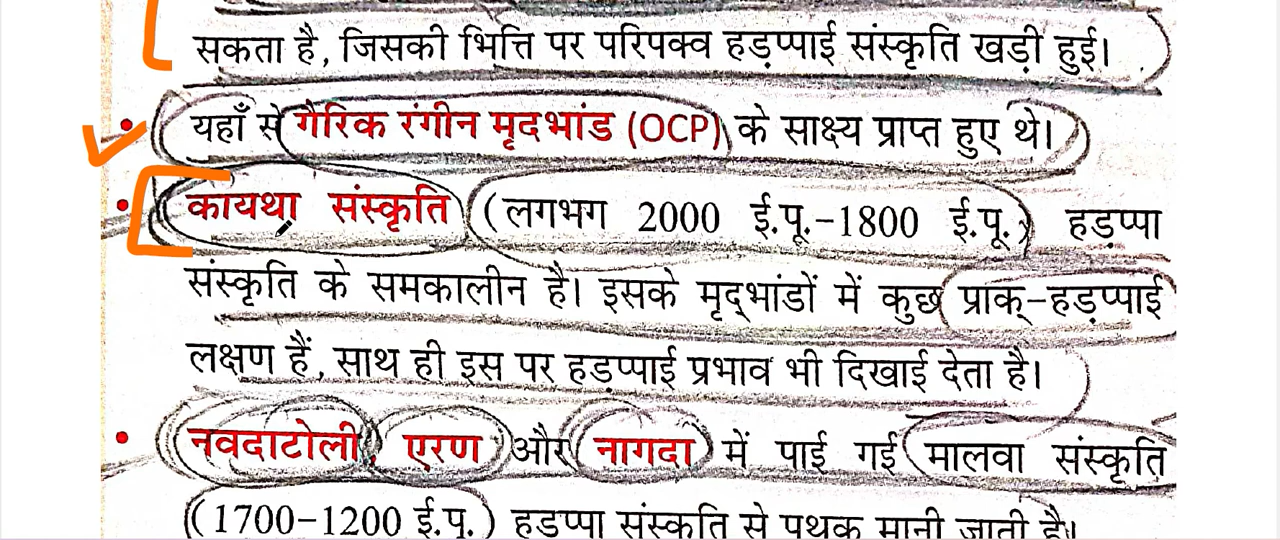 सकता है, जिसकी भित्ति पर परिपक्व हड़प्पाई संस्कृति खड़ी हुई।
• यहाँ से गैरिक रंगीन मृदभांड (OCP) के साक्ष्य प्राप्त हुए थे।
• कायथा संस्कृति (लगभग 2000 ई.पू.-1800 ई.पू.) हड़प्पा
संस्कृति के समकालीन है। इसके मृद्भांडों में कुछ प्राक्-हड़प्पाई
लक्षण हैं, साथ ही इस पर हड़प्पाई प्रभाव भी दिखाई देता है।
• नवदाटोली, एरण और नागदा में पाई गई मालवा संस्कृति
(1700-1200 ई.पू.) हड़प्पा संस्कृति से पृथक मानी जाती है।